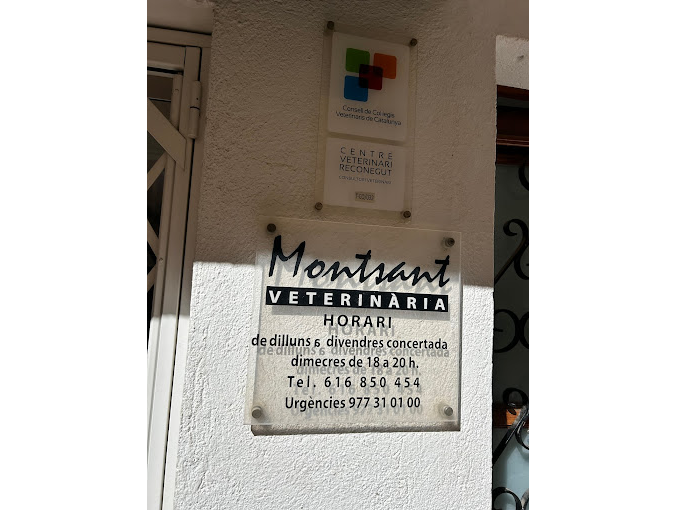 Consell de Col·legis
Veterinaris de Catalunya
CENTRE
VETERINARI
RECONEGUT
Montsant
VETERINÀRIA
HORARI
de dilluns a divendres concertada
dimecres de 18 a 20 h.
Tel. 616 850 454
Urgències 977 31 01 00